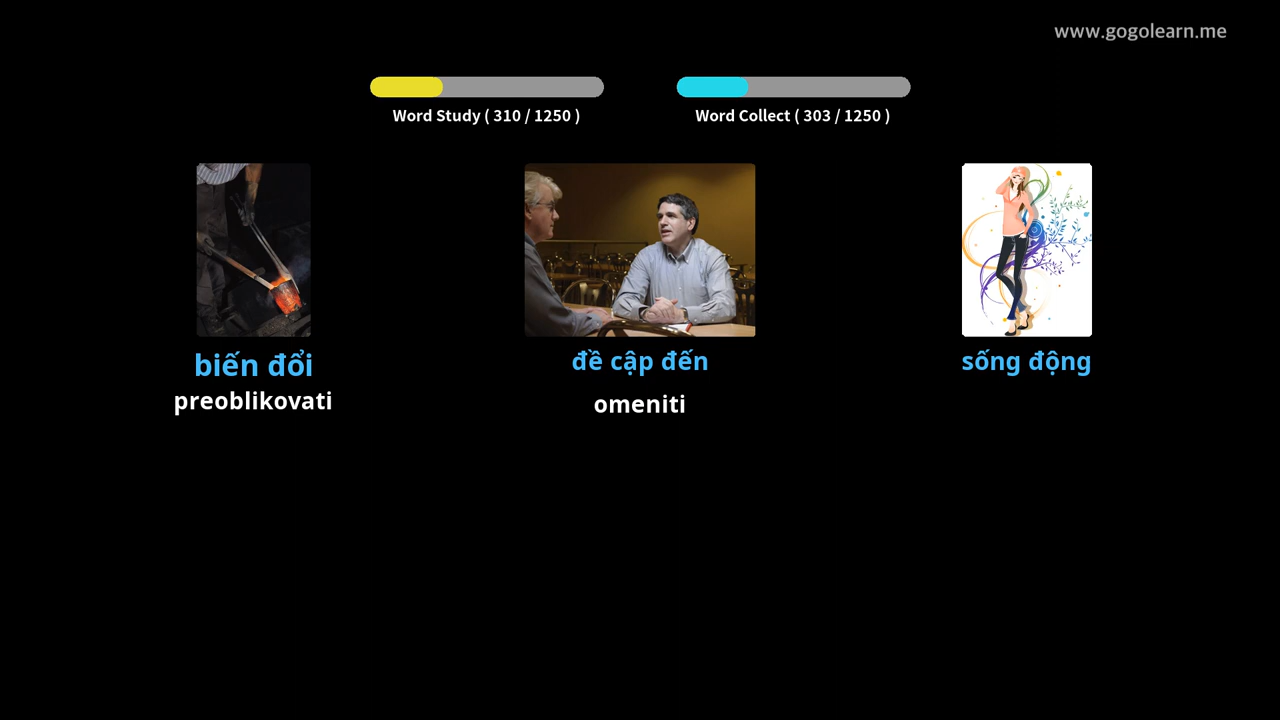 www.gogolearn.me
Word Study ( 310 / 1250 )
Word Collect ( 303 / 1250 )
biến đổi
preoblikovati
đề cập đến
omeniti
sống động